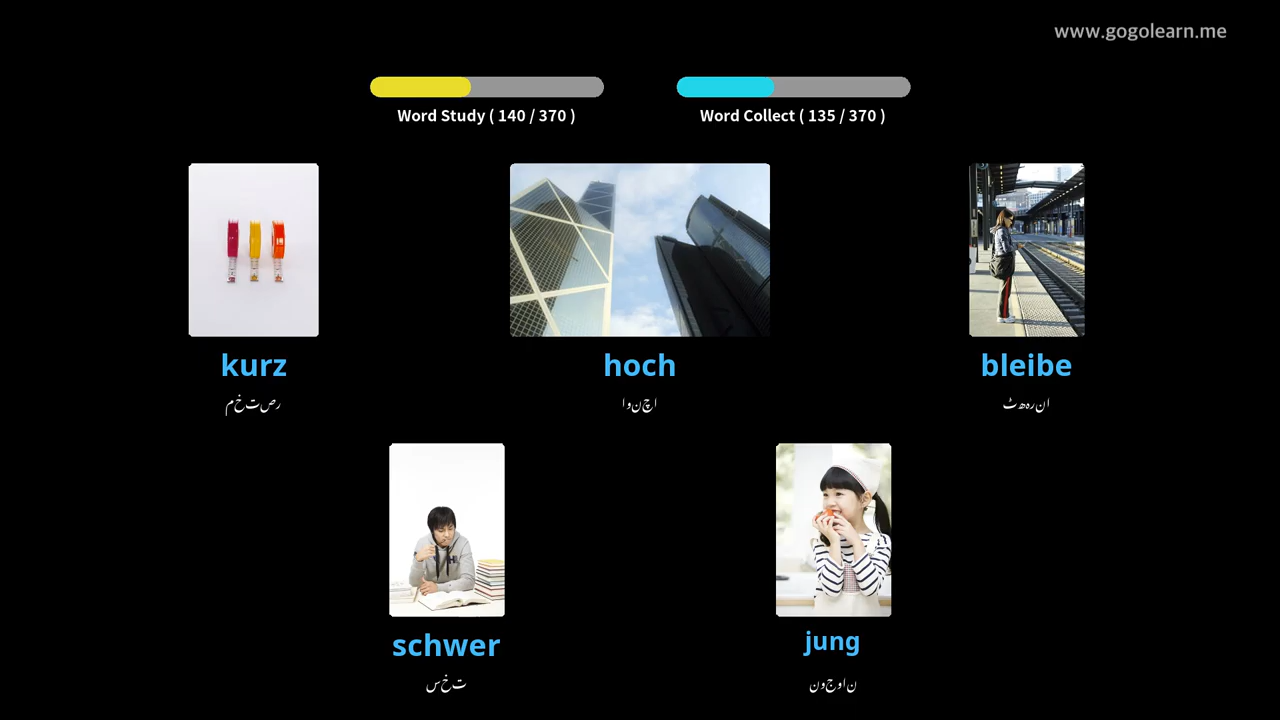 www.gogolearn.me
Word Study ( 140 / 370 )
Word Collect ( 135 / 370 )
kurz
hoch
bleibe
مختصر
اونچا
ٹھہرنا
schwer
jung
سخت
نوجوان